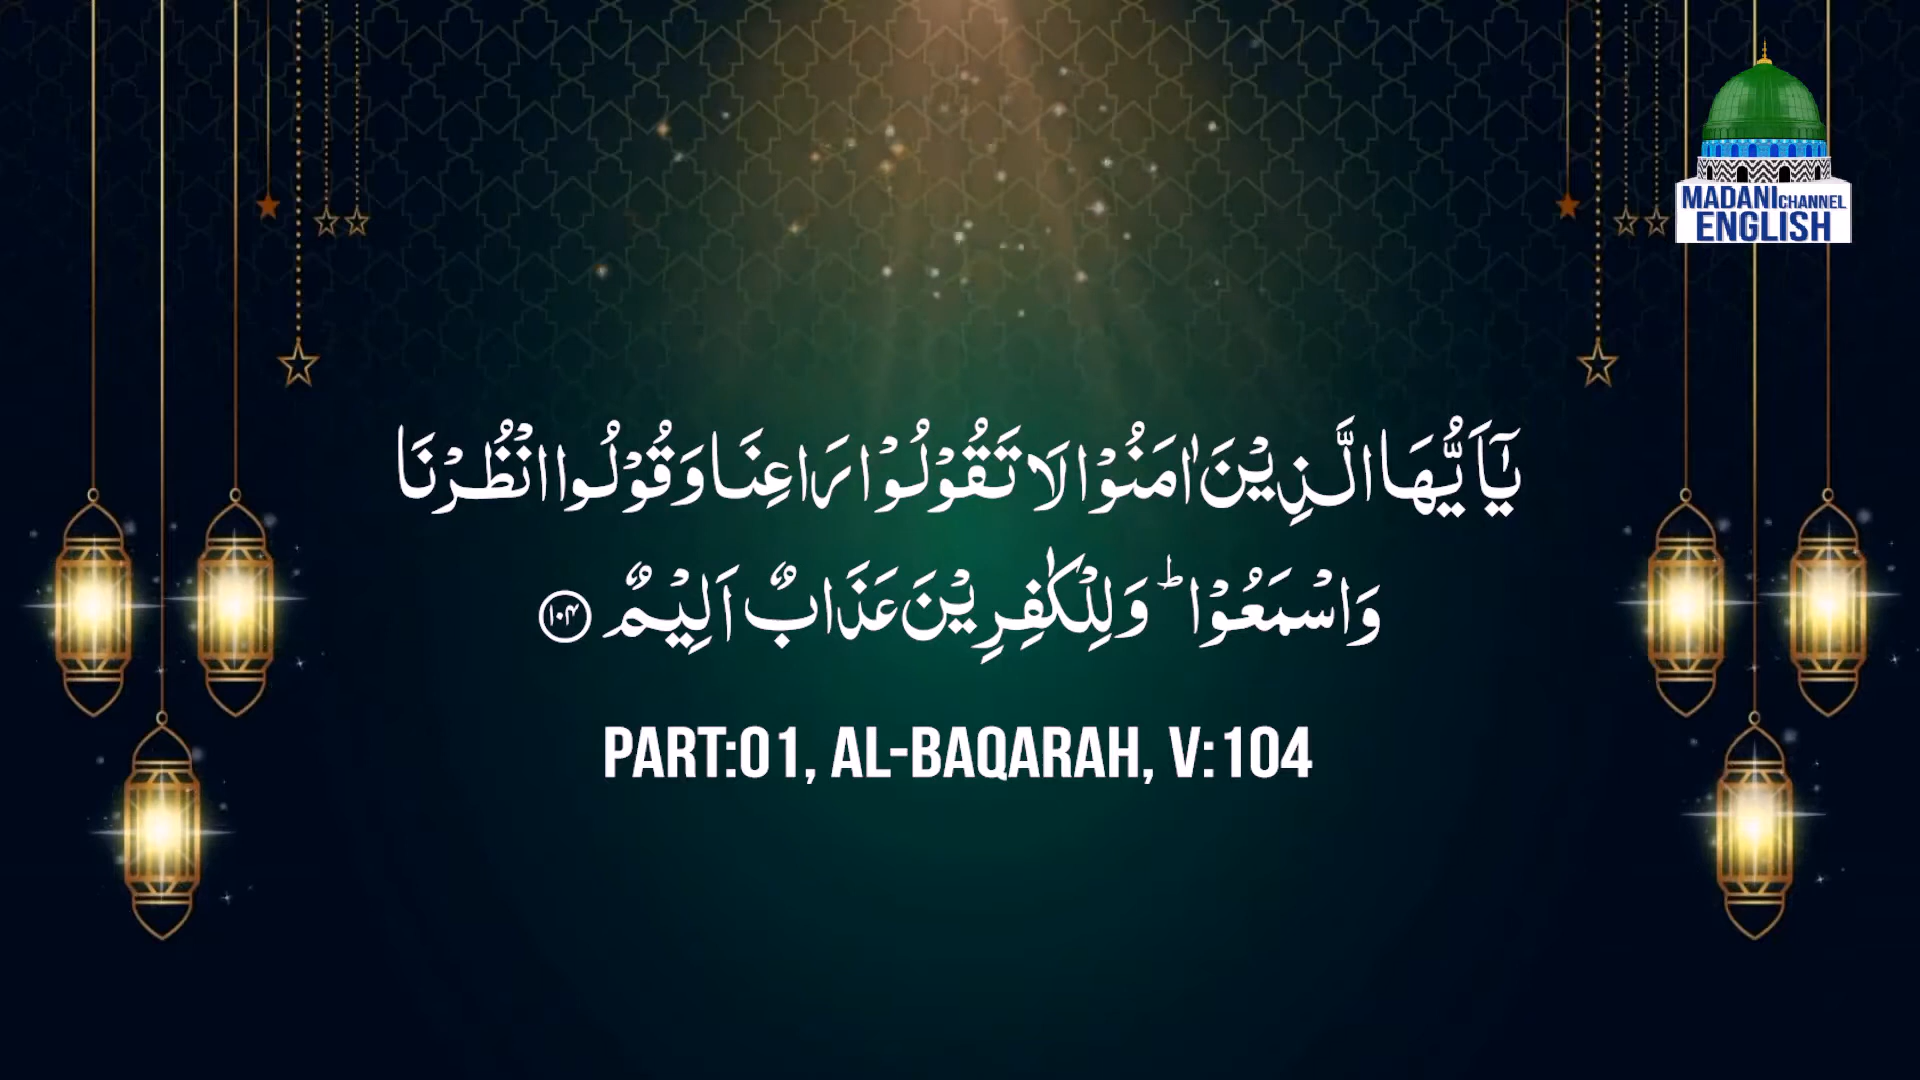 MADANI CHANNEL
ENGLISH
یٰۤاَیُّهَا الَّذِیْنَ اٰمَنُوْا لَا تَقُوْلُوْا رَاعِنَا وَ قُوْلُوا انْظُرْنَا
وَ اسْمَعُوْاؕ وَ لِلْكٰفِرِیْنَ عَذَابٌ اَلِیْمٌ ۱۰۴
PART:01, AL-BAQARAH, V:104